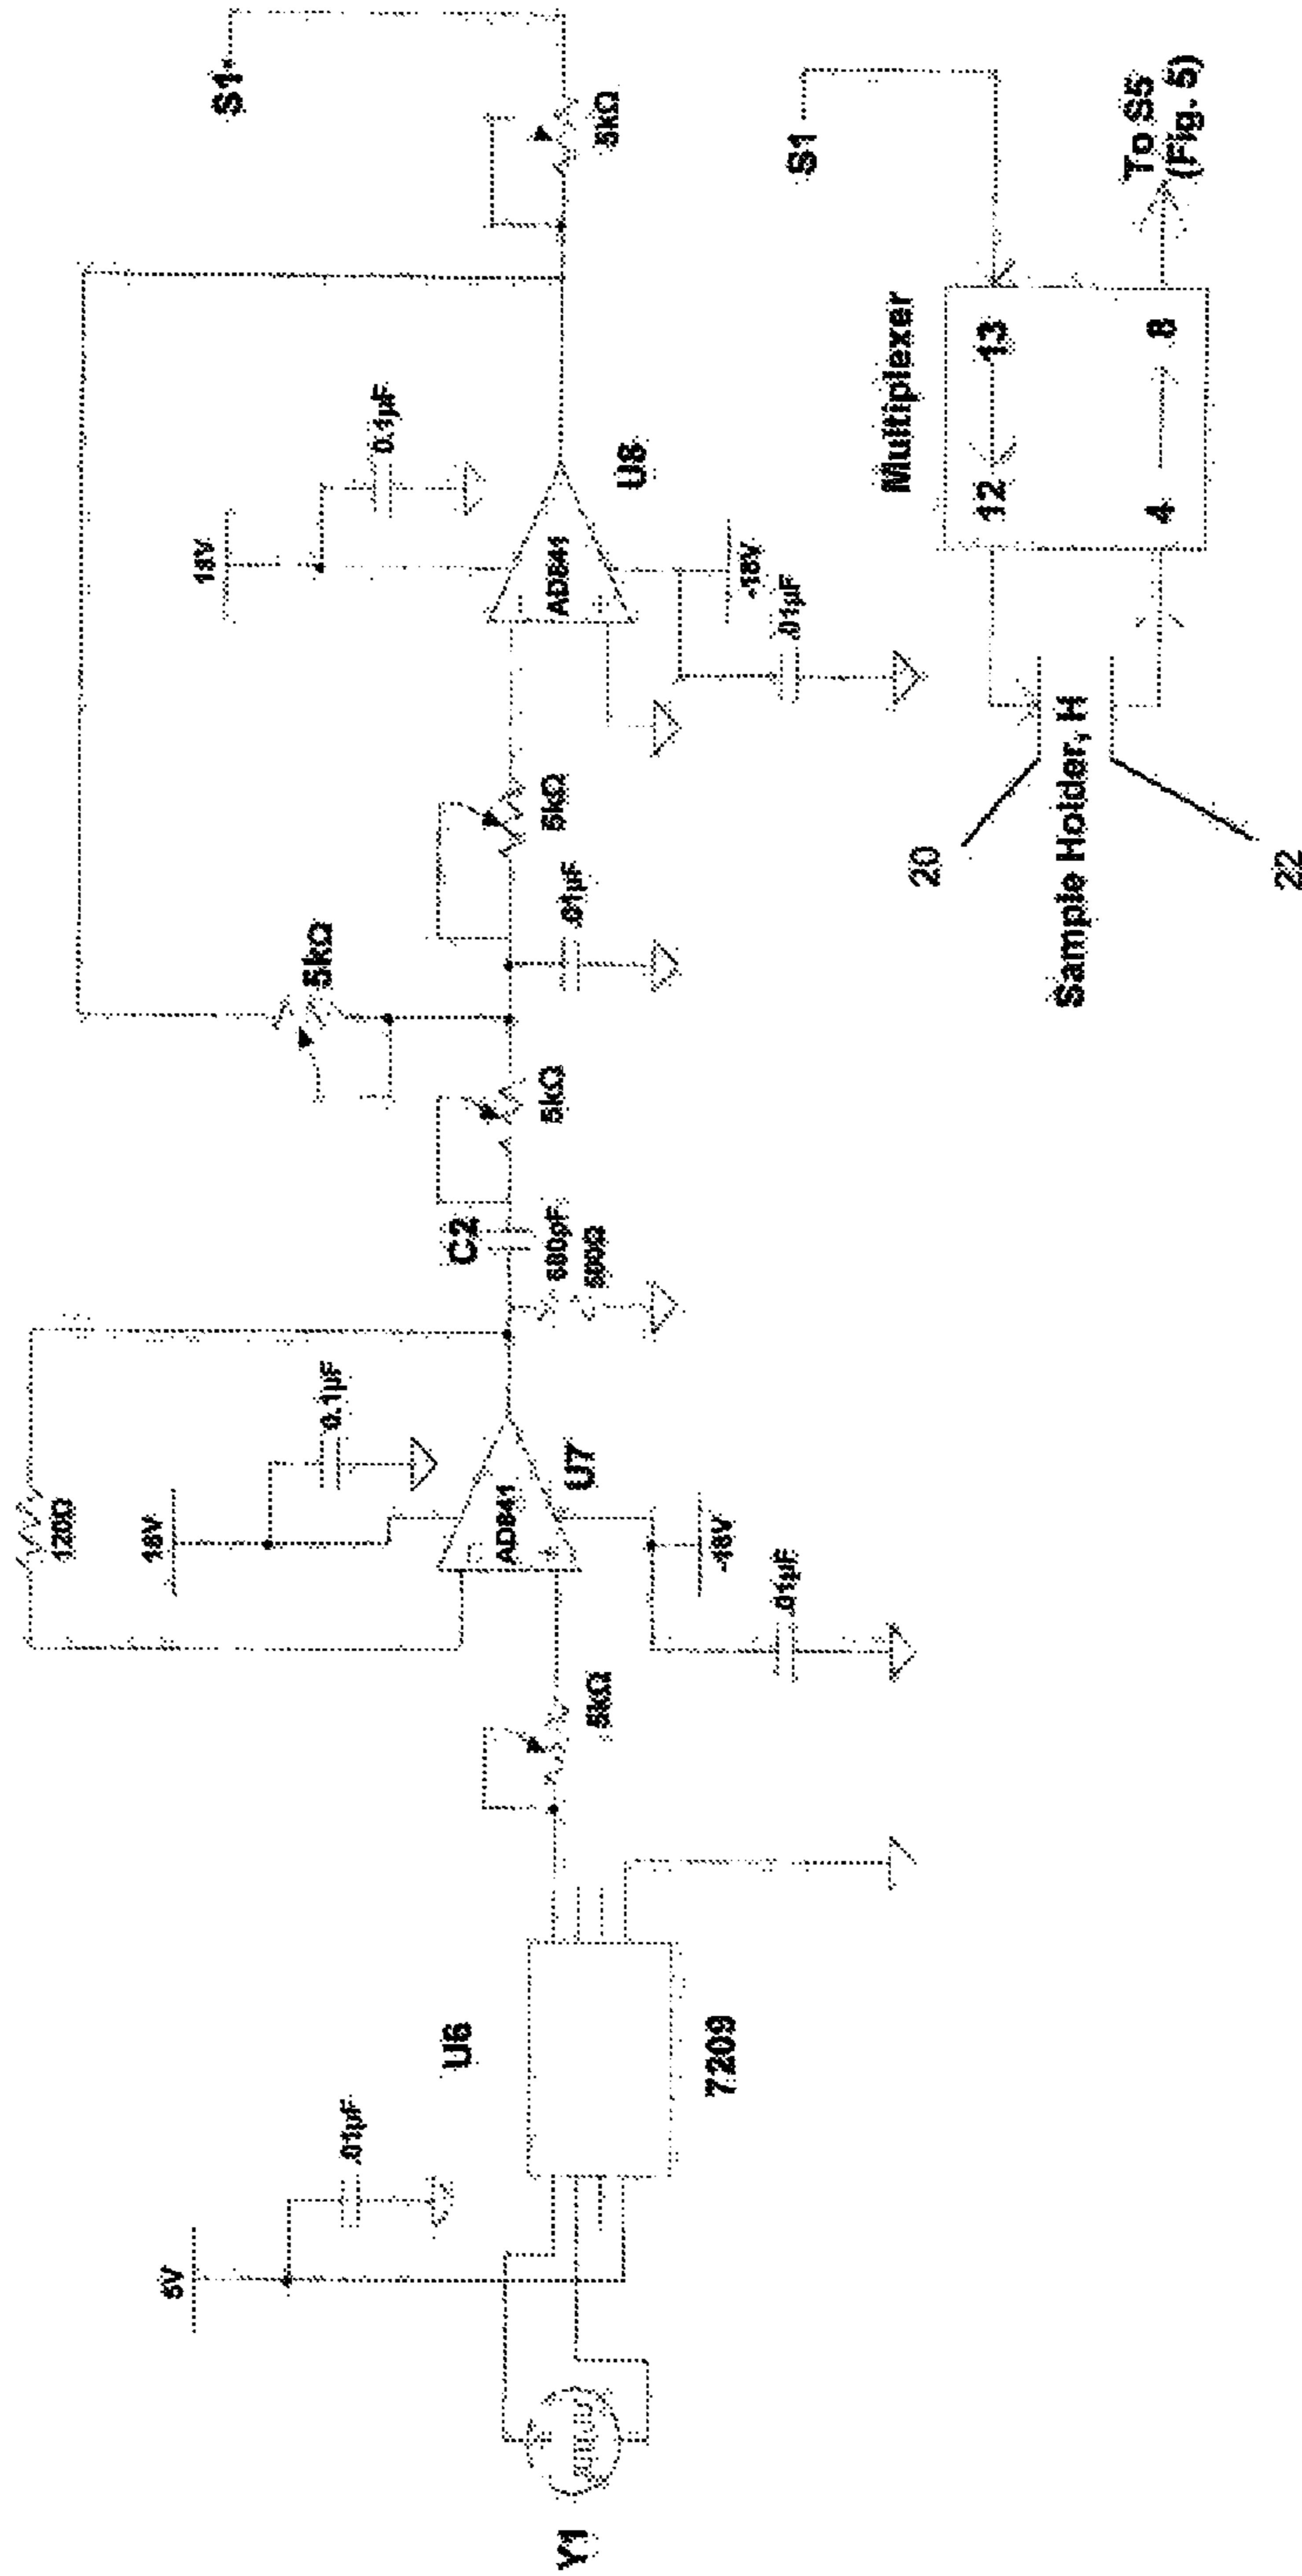 Y1
5V
.01µF
U6
7209
5kΩ
120Ω
18V
0.1µF
AD841
U7
-18V
.01µF
C2
680pF
500Ω
5kΩ
5kΩ
.01µF
5kΩ
18V
0.1µF
AD841
U8
-18V
.01µF
5kΩ
S1
S1
Multiplexer
12
13
4
8
To S5
(Fig. 5)
20
Sample Holder, H
22